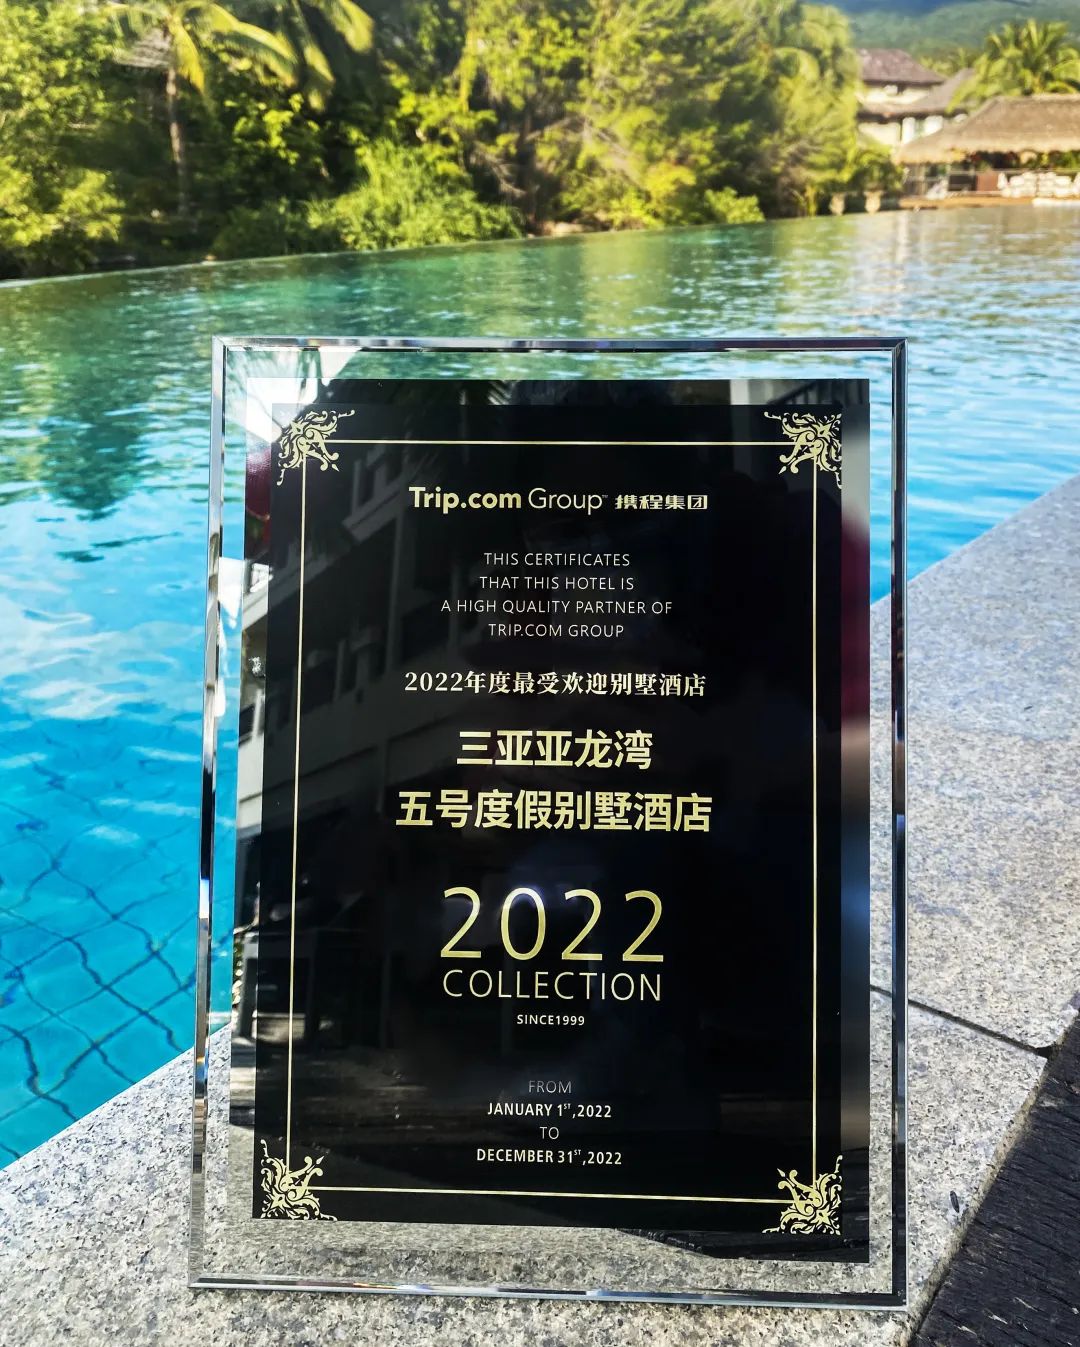 Trip.com Group™ 携程集团
THIS CERTIFICATES
THAT THIS HOTEL IS
A HIGH QUALITY PARTNER OF
TRIP.COM GROUP
2022年度最受欢迎别墅酒店
三亚亚龙湾
五号度假别墅酒店
2022
COLLECTION
SINCE1999
FROM
JANUARY 1ST,2022
TO
DECEMBER 31ST,2022